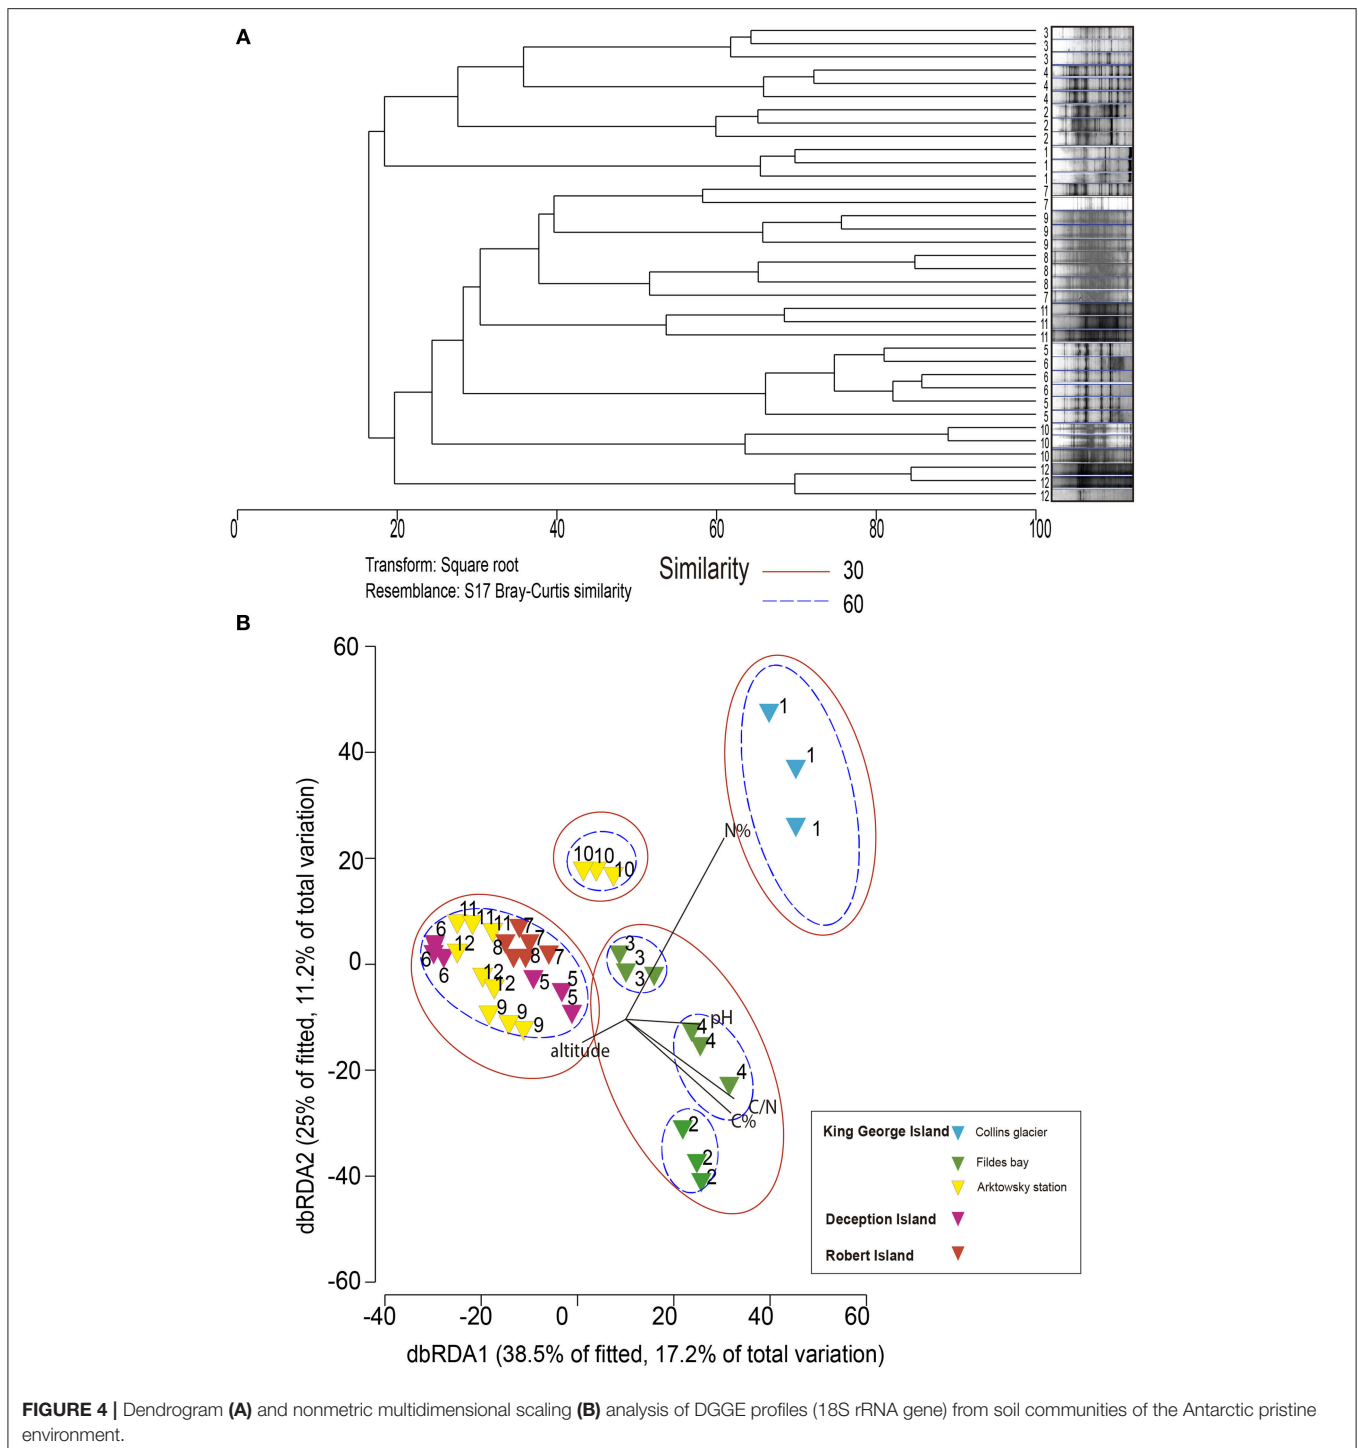 A
3
3
3
4
4
4
2
2
2
1
1
1
7
7
9
9
9
8
8
8
7
11
11
11
5
6
6
6
5
5
10
10
10
12
12
12
0 20 40 60 80 100
Transform: Square root
Resemblance: S17 Bray-Curtis similarity
Similarity
30
60
B
60
40
20
0
-20
-40
-60
dbRDA2 (25% of fitted, 11.2% of total variation)
1
1
1
N%
10 10 10
11 11 11 7
6 12 8 7
6 6 8 7
12 12 5 5
5
9 9 9
3
3
3
altitude
pH
4
4
4
C/N
C%
2
2
2
King George Island Collins glacier
Fildes bay
Arktowsky station
Deception Island
Robert Island
-40 -20 0 20 40 60
dbRDA1 (38.5% of fitted, 17.2% of total variation)
FIGURE 4 | Dendrogram (A) and nonmetric multidimensional scaling (B) analysis of DGGE profiles (18S rRNA gene) from soil communities of the Antarctic pristine
environment.